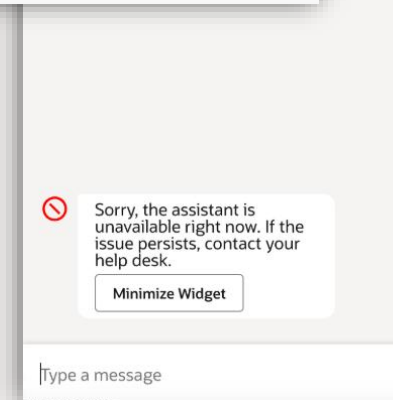 Sorry, the assistant is
unavailable right now. If the
issue persists, contact your
help desk.
Minimize Widget
Type a message